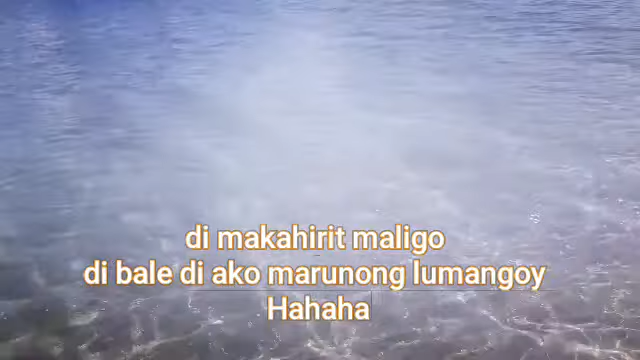 di makahirit maligo
di bale di ako marunong lumangoy
Hahaha